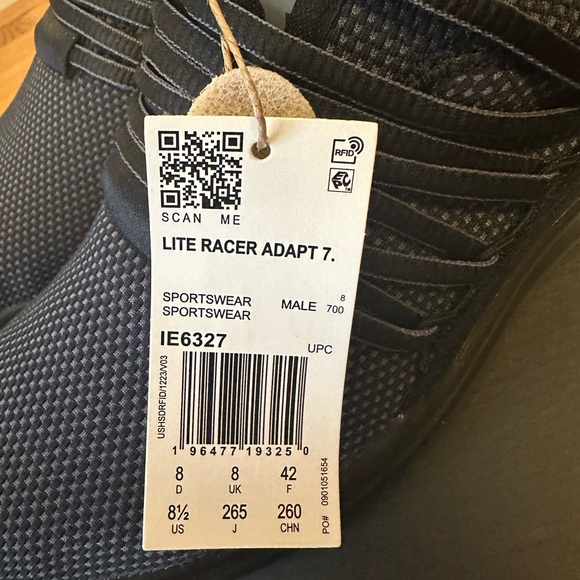 RFID
EPC
SCAN ME
LITE RACER ADAPT 7.
SPORTSWEAR
SPORTSWEAR
MALE
8
700
IE6327
UPC
USHSDRFID/1223/V03
1 96477 19325 0
8 8 42
D UK F
8½ 265 260
US J CHN
PO# 0901051654